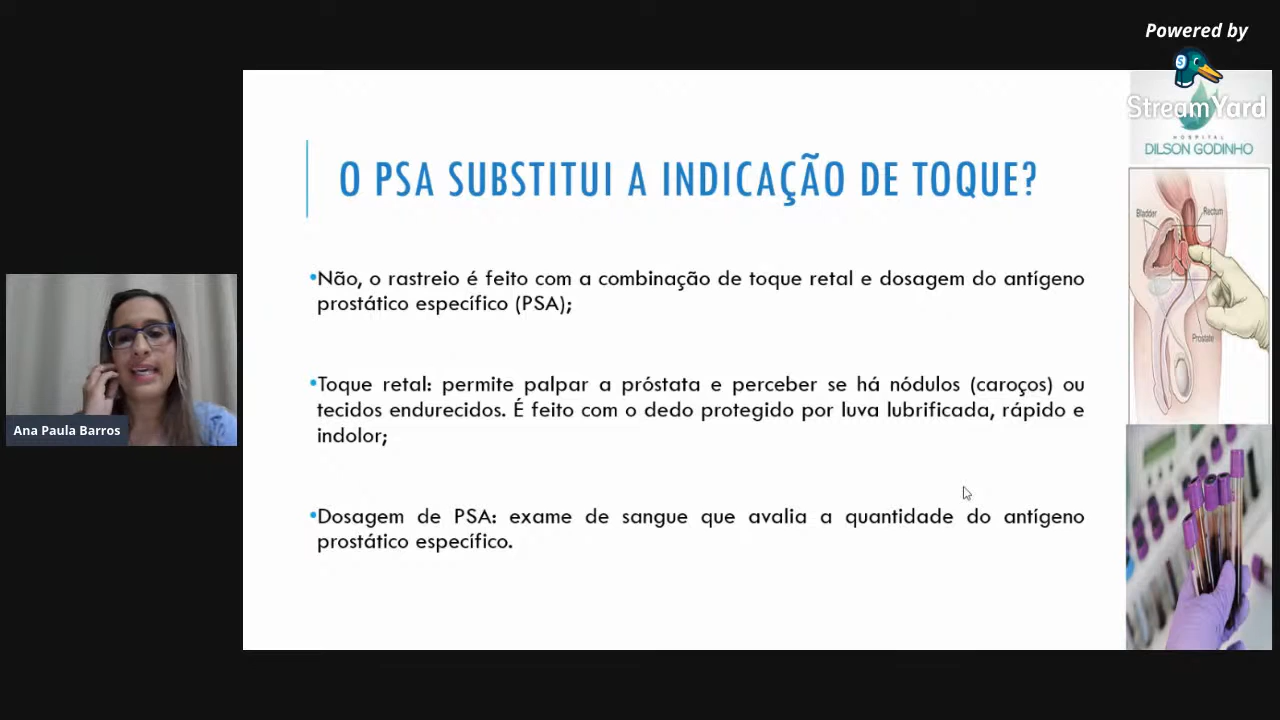 Powered by
StreamYard
HOSPITAL
DILSON GODINHO
O PSA SUBSTITUI A INDICAÇÃO DE TOQUE?
•Não, o rastreio é feito com a combinação de toque retal e dosagem do antígeno
prostático específico (PSA);
•Toque retal: permite palpar a próstata e perceber se há nódulos (caroços) ou
tecidos endurecidos. É feito com o dedo protegido por luva lubrificada, rápido e
indolor;
•Dosagem de PSA: exame de sangue que avalia a quantidade do antígeno
prostático específico.
Bladder
Rectum
Prostate
Ana Paula Barros